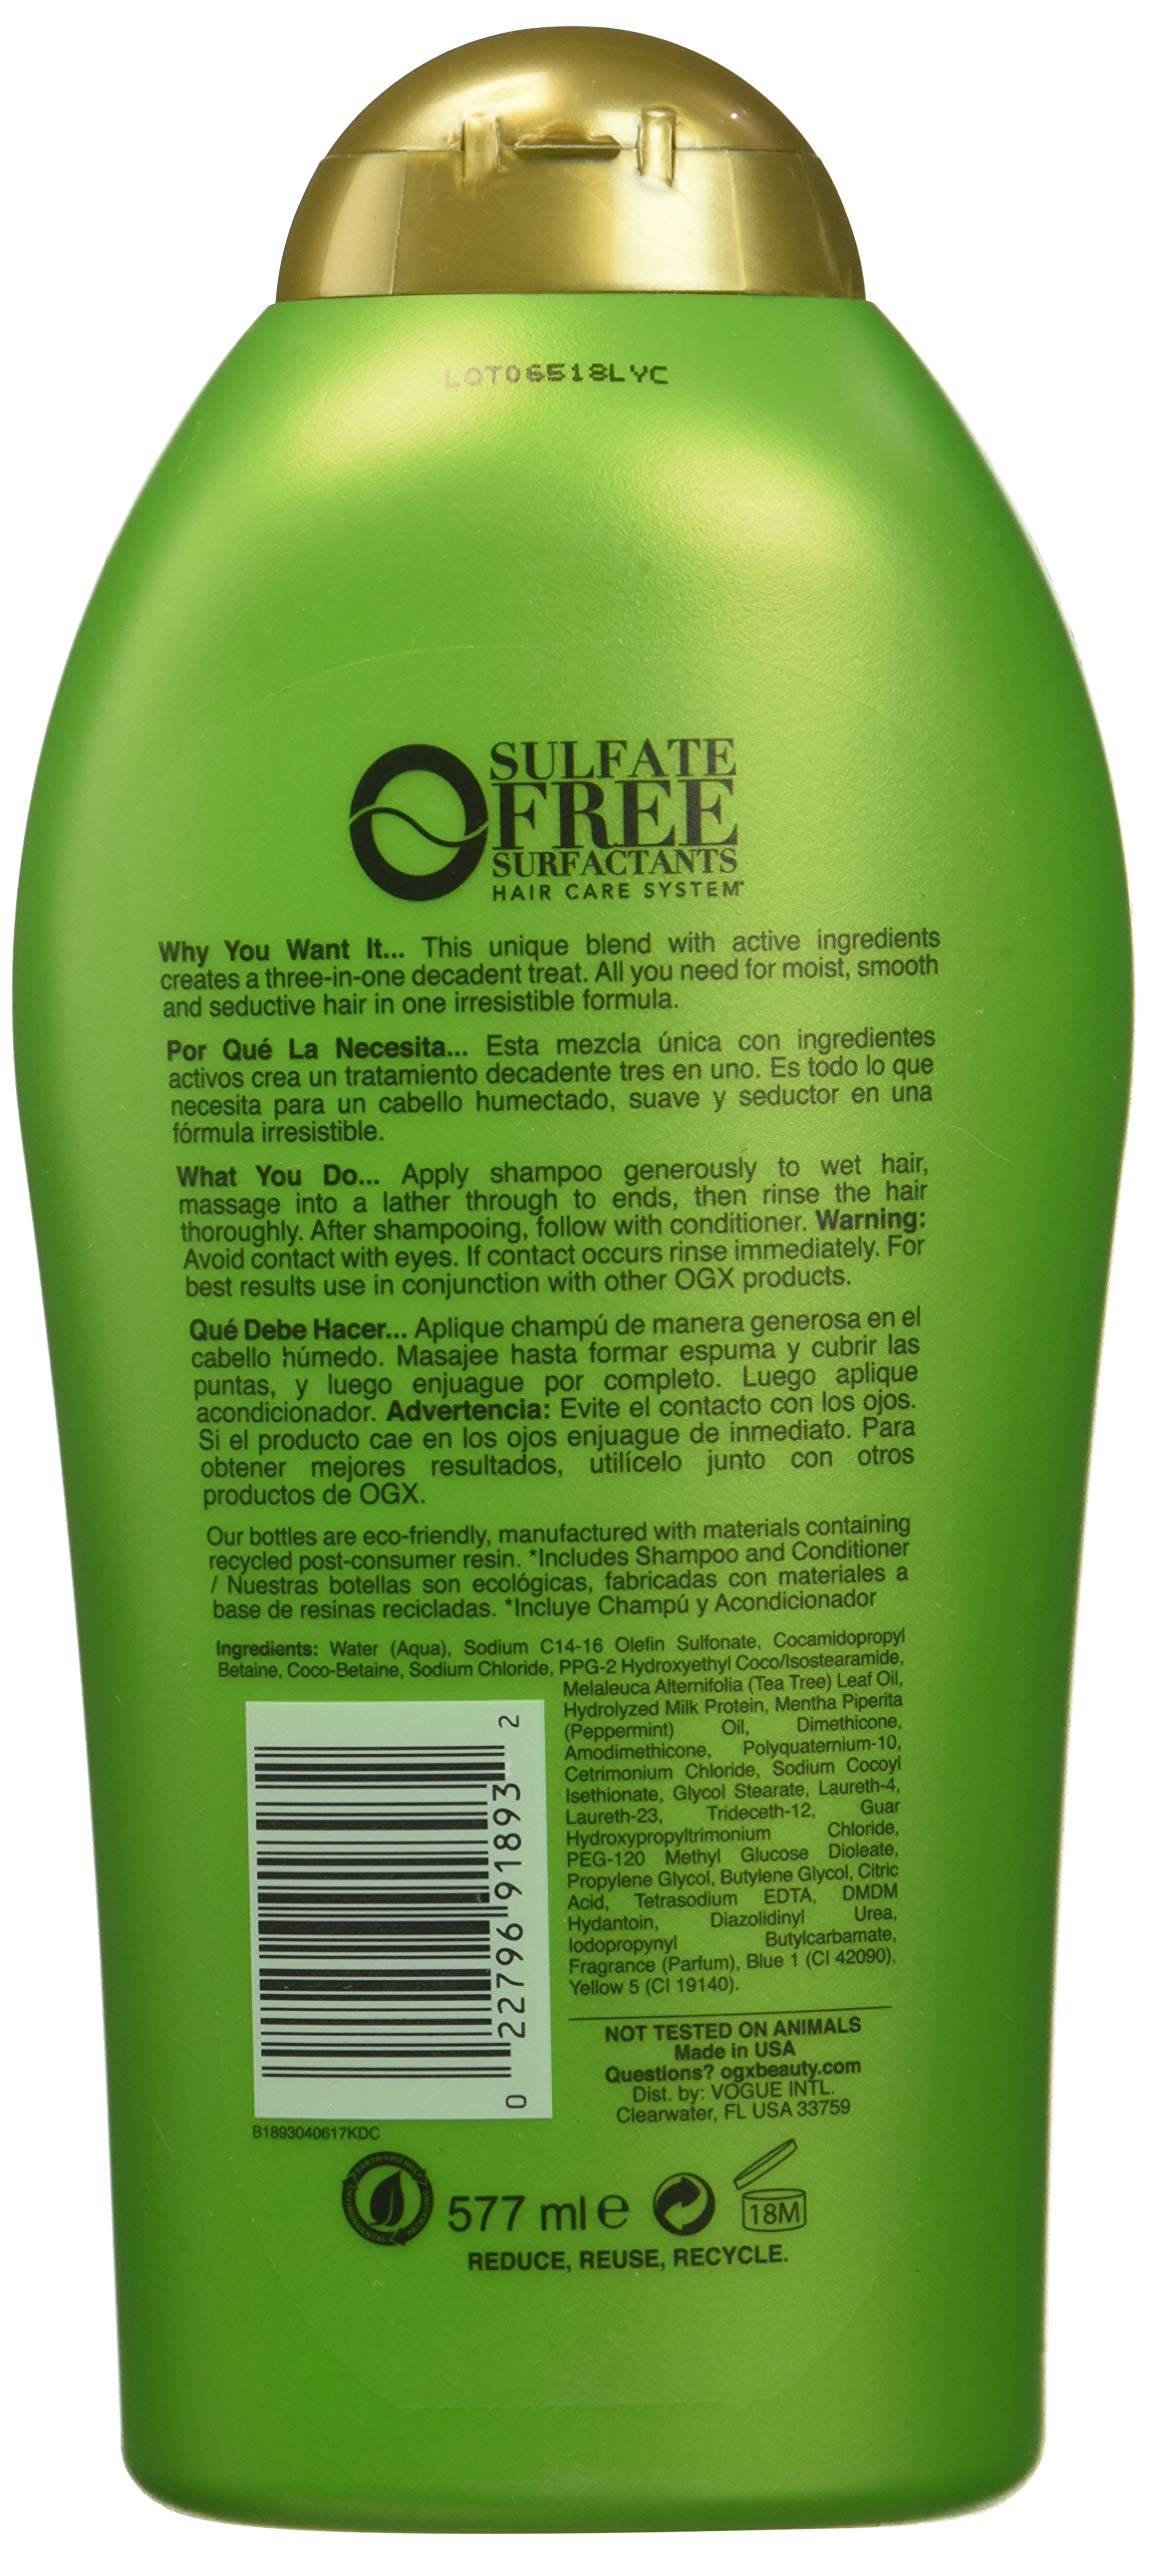 LOT06518LYC
SULFATE
FREE
SURFACTANTS
HAIR CARE SYSTEM*
Why You Want It... This unique blend with active ingredients
creates a three-in-one decadent treat. All you need for moist, smooth
and seductive hair in one irresistible formula.
Por Qué La Necesita... Esta mezcla única con ingredientes
activos crea un tratamiento decadente tres en uno. Es todo lo que
necesita para un cabello humectado, suave y seductor en una
fórmula irresistible.
What You Do... Apply shampoo generously to wet hair,
massage into a lather through to ends, then rinse the hair
thoroughly. After shampooing, follow with conditioner. Warning:
Avoid contact with eyes. If contact occurs rinse immediately. For
best results use in conjunction with other OGX products.
Qué Debe Hacer... Aplique champú de manera generosa en el
cabello húmedo. Masajee hasta formar espuma y cubrir las
puntas, y luego enjuague por completo. Luego aplique
acondicionador. Advertencia: Evite el contacto con los ojos.
Si el producto cae en los ojos enjuague de inmediato. Para
obtener mejores resultados, utilícelo junto con otros
productos de OGX.
Our bottles are eco-friendly, manufactured with materials containing
recycled post-consumer resin. *Includes Shampoo and Conditioner
/ Nuestras botellas son ecológicas, fabricadas con materiales a
base de resinas recicladas. *Incluye Champú y Acondicionador
Ingredients: Water (Aqua), Sodium C14-16 Olefin Sulfonate, Cocamidopropyl
Betaine, Coco-Betaine, Sodium Chloride, PPG-2 Hydroxyethyl Coco/Isostearamide,
Melaleuca Alternifolia (Tea Tree) Leaf Oil,
Hydrolyzed Milk Protein, Mentha Piperita
(Peppermint) Oil, Dimethicone,
Amodimethicone, Polyquaternium-10,
Cetrimonium Chloride, Sodium Cocoyl
Isethionate, Glycol Stearate, Laureth-4,
Laureth-23, Trideceth-12, Guar
Hydroxypropyltrimonium Chloride,
PEG-120 Methyl Glucose Dioleate,
Propylene Glycol, Butylene Glycol, Citric
Acid, Tetrasodium EDTA, DMDM
Hydantoin, Diazolidinyl Urea,
Iodopropynyl Butylcarbamate,
Fragrance (Parfum), Blue 1 (CI 42090),
Yellow 5 (CI 19140).
0 22796 91893 2
NOT TESTED ON ANIMALS
Made in USA
Questions? ogxbeauty.com
Dist. by: VOGUE INTL.
Clearwater, FL USA 33759
B1893040617KDC
EARTH-FRIENDLY
ENVIRONMENTAL PACKAGING
577 ml e
18M
REDUCE, REUSE, RECYCLE.